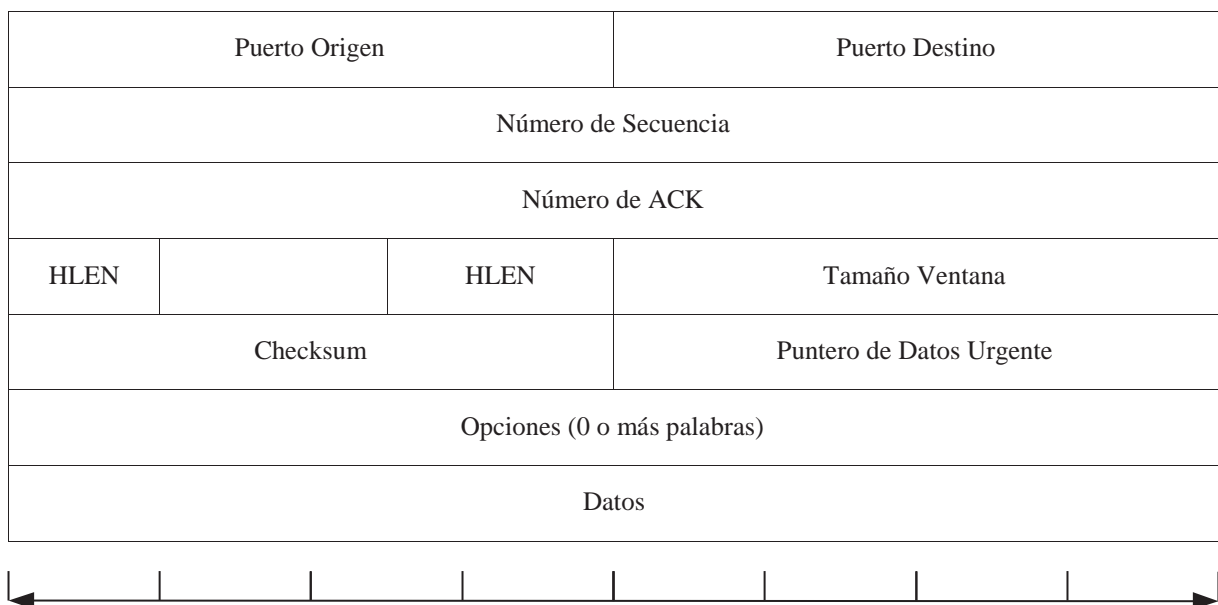 Puerto Origen Puerto Destino
Número de Secuencia
Número de ACK
HLEN HLEN Tamaño Ventana
Checksum Puntero de Datos Urgente
Opciones (0 o más palabras)
Datos